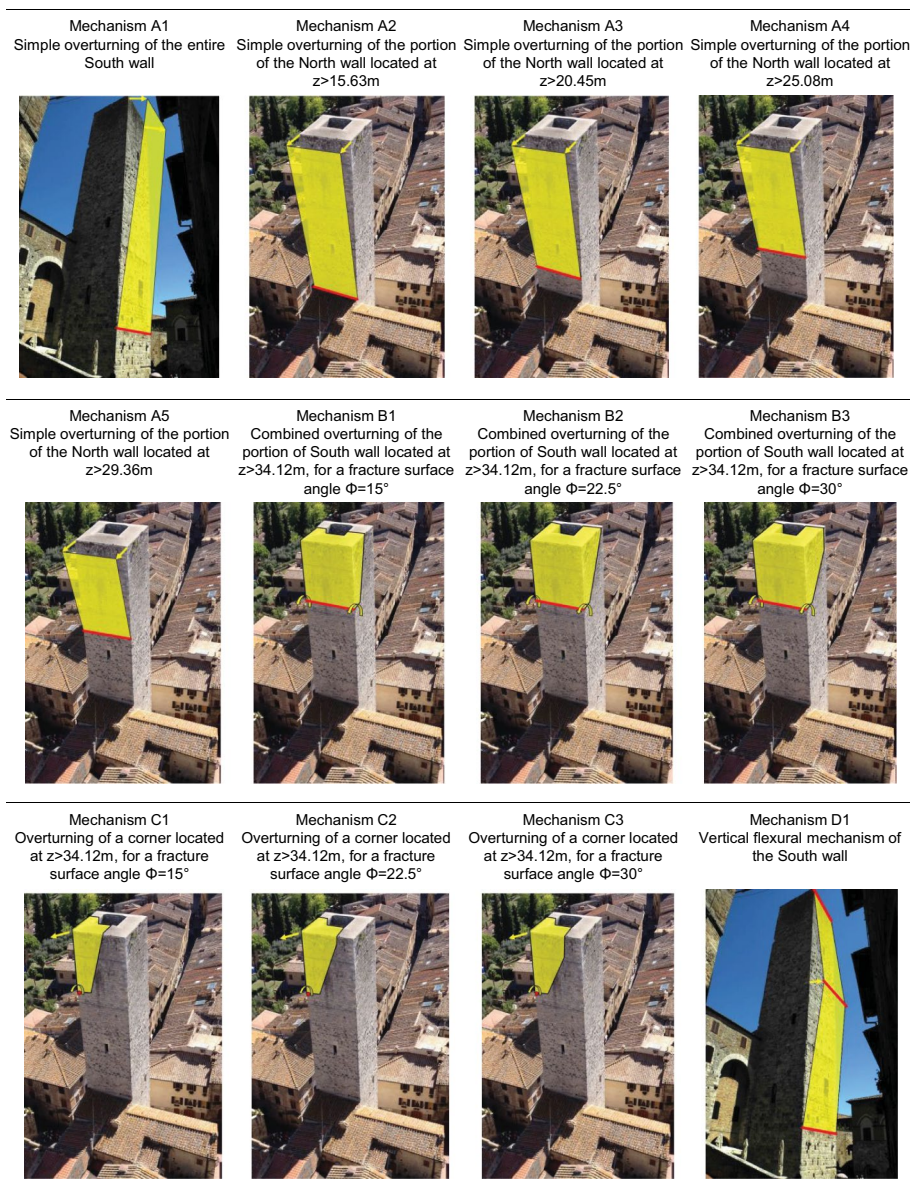 Mechanism A1
Simple overturning of the entire
South wall
Mechanism A2
Simple overturning of the portion
of the North wall located at
z>15.63m
Mechanism A3
Simple overturning of the portion
of the North wall located at
z>20.45m
Mechanism A4
Simple overturning of the portion
of the North wall located at
z>25.08m
Mechanism A5
Simple overturning of the portion
of the North wall located at
z>29.36m
Mechanism B1
Combined overturning of the
portion of South wall located at
z>34.12m, for a fracture surface
angle Φ=15°
Mechanism B2
Combined overturning of the
portion of South wall located at
z>34.12m, for a fracture surface
angle Φ=22.5°
Mechanism B3
Combined overturning of the
portion of South wall located at
z>34.12m, for a fracture surface
angle Φ=30°
Mechanism C1
Overturning of a corner located
at z>34.12m, for a fracture
surface angle Φ=15°
Mechanism C2
Overturning of a corner located
at z>34.12m, for a fracture
surface angle Φ=22.5°
Mechanism C3
Overturning of a corner located
at z>34.12m, for a fracture
surface angle Φ=30°
Mechanism D1
Vertical flexural mechanism of
the South wall